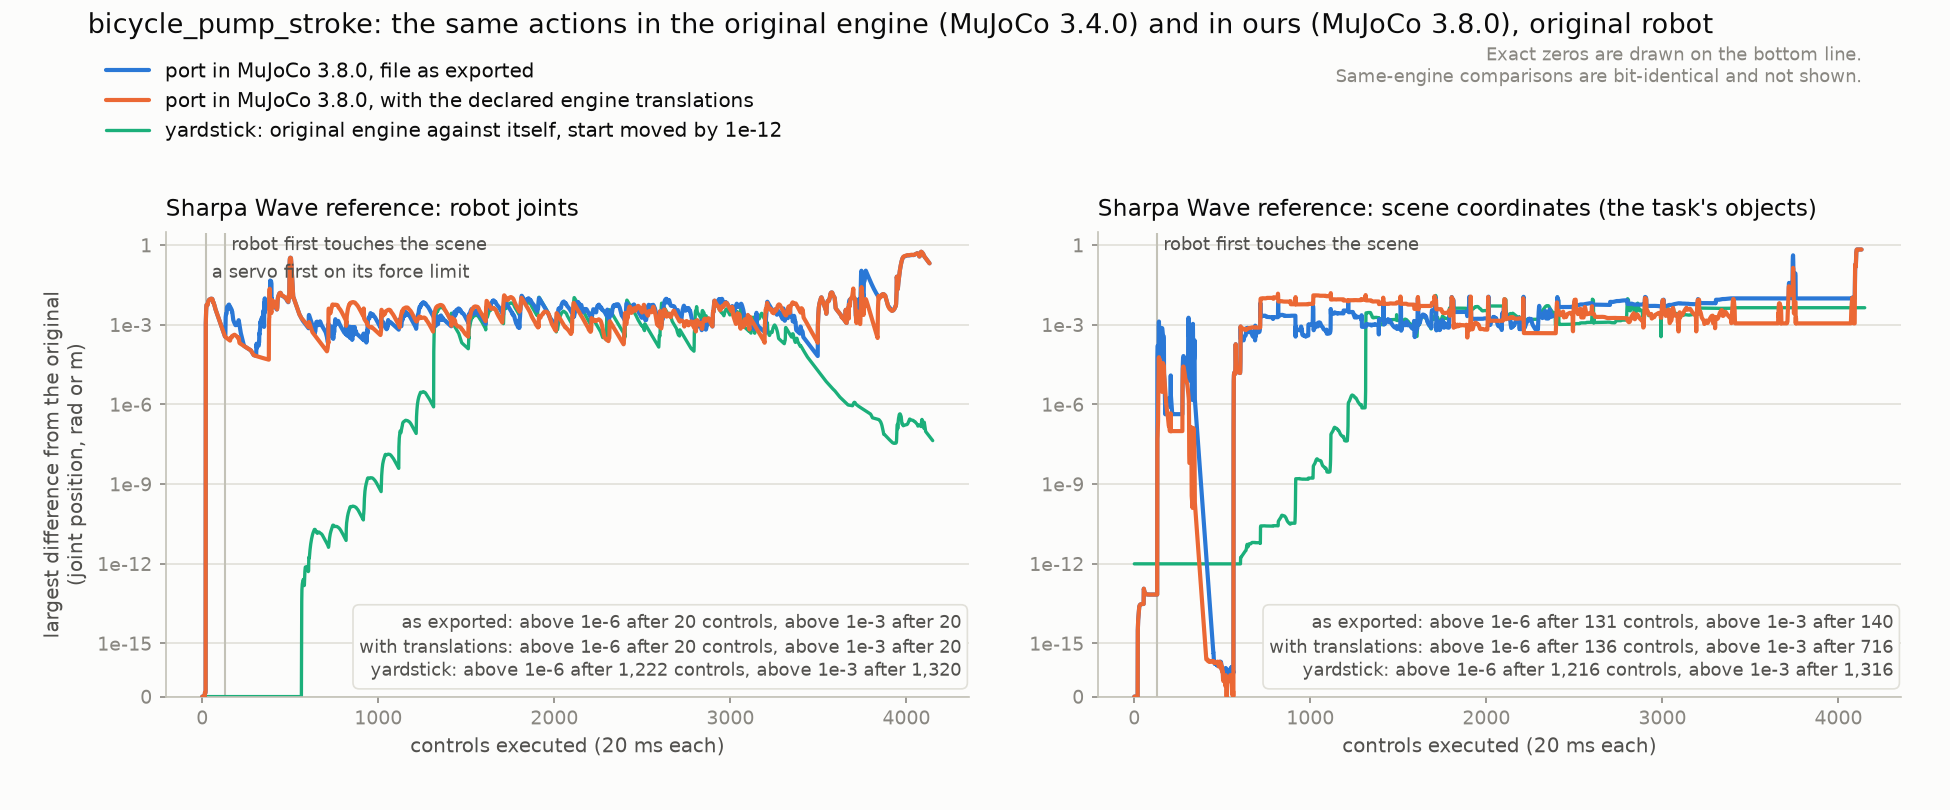 bicycle_pump_stroke: the same actions in the original engine (MuJoCo 3.4.0) and in ours (MuJoCo 3.8.0), original robot
Exact zeros are drawn on the bottom line.
Same-engine comparisons are bit-identical and not shown.
port in MuJoCo 3.8.0, file as exported
port in MuJoCo 3.8.0, with the declared engine translations
yardstick: original engine against itself, start moved by 1e-12
Sharpa Wave reference: robot joints
robot first touches the scene
a servo first on its force limit
largest difference from the original
(joint position, rad or m)
1
1e-3
1e-6
1e-9
1e-12
1e-15
0
as exported: above 1e-6 after 20 controls, above 1e-3 after 20
with translations: above 1e-6 after 20 controls, above 1e-3 after 20
yardstick: above 1e-6 after 1,222 controls, above 1e-3 after 1,320
0 1000 2000 3000 4000
controls executed (20 ms each)
Sharpa Wave reference: scene coordinates (the task's objects)
robot first touches the scene
1
1e-3
1e-6
1e-9
1e-12
1e-15
0
as exported: above 1e-6 after 131 controls, above 1e-3 after 140
with translations: above 1e-6 after 136 controls, above 1e-3 after 716
yardstick: above 1e-6 after 1,216 controls, above 1e-3 after 1,316
0 1000 2000 3000 4000
controls executed (20 ms each)